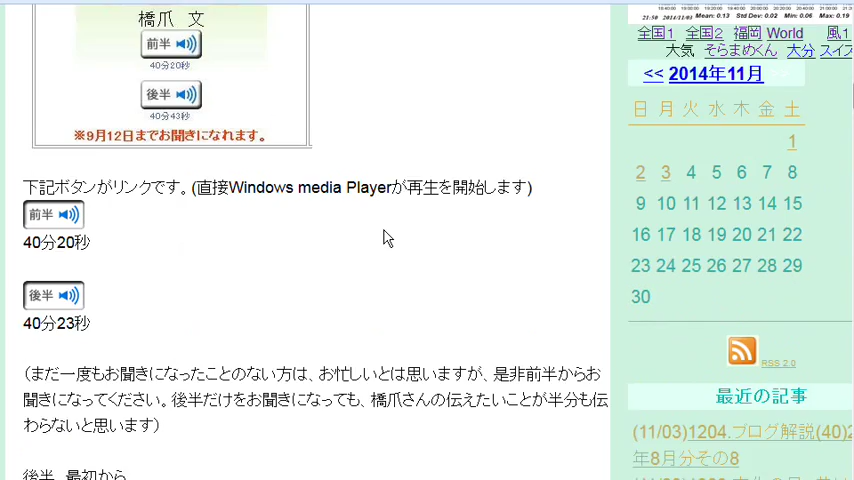 橋爪 文
前半
40分20秒
後半
40分43秒
※9月12日までお聞きになれます。
下記ボタンがリンクです。(直接Windows media Playerが再生を開始します)
前半
40分20秒
後半
40分23秒
(まだ一度もお聞きになったことのない方は、お忙しいとは思いますが、是非前半からお
聞きになってください。後半だけをお聞きになっても、橋爪さんの伝えたいことが半分も伝
わらないと思います)
後半 最初から
21:50 2014/11/03 Mean: 0.13 Std Dev: 0.02 Min: 0.06 Max: 0.19
全国1 全国2 福岡 World 風1
大気 そらまめくん 大分 スイス
<< 2014年11月
日 月 火 水 木 金 土
1
2 3 4 5 6 7 8
9 10 11 12 13 14 15
16 17 18 19 20 21 22
23 24 25 26 27 28 29
30
RSS 2.0
最近の記事
(11/03)1204.ブログ解説(40)2
年8月分その8